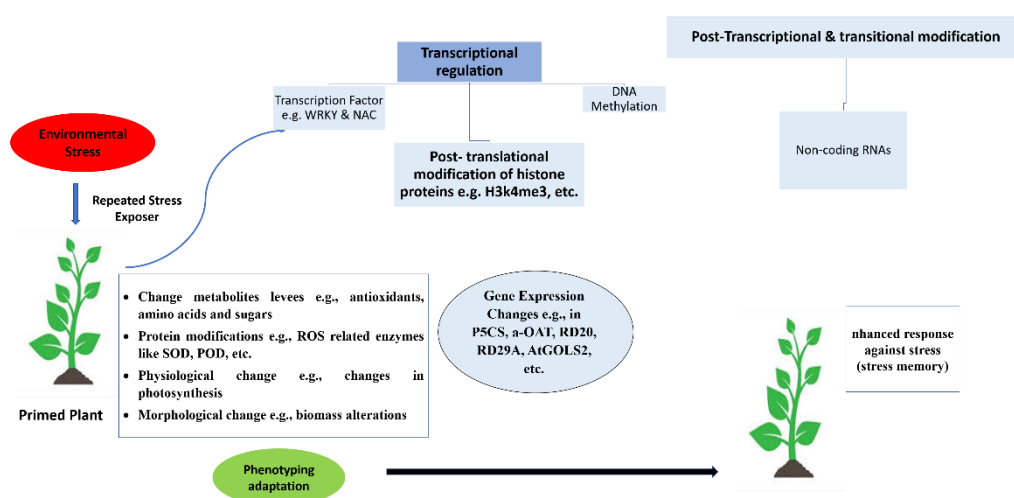 Post-Transcriptional & transitional modification
Transcriptional
regulation
Transcription Factor
e.g. WRKY & NAC
DNA
Methylation
Environmental
Stress
Post- translational
modification of histone
proteins e.g. H3k4me3, etc.
Non-coding RNAs
Repeated Stress
Exposer
• Change metabolites levees e.g., antioxidants,
amino acids and sugars
• Protein modifications e.g., ROS related enzymes
like SOD, POD, etc.
• Physiological change e.g., changes in
photosynthesis
• Morphological change e.g., biomass alterations
Gene Expression
Changes e.g., in
P5CS, a-OAT, RD20,
RD29A, AtGOLS2,
etc.
nhanced response
against stress
(stress memory)
Primed Plant
Phenotyping
adaptation